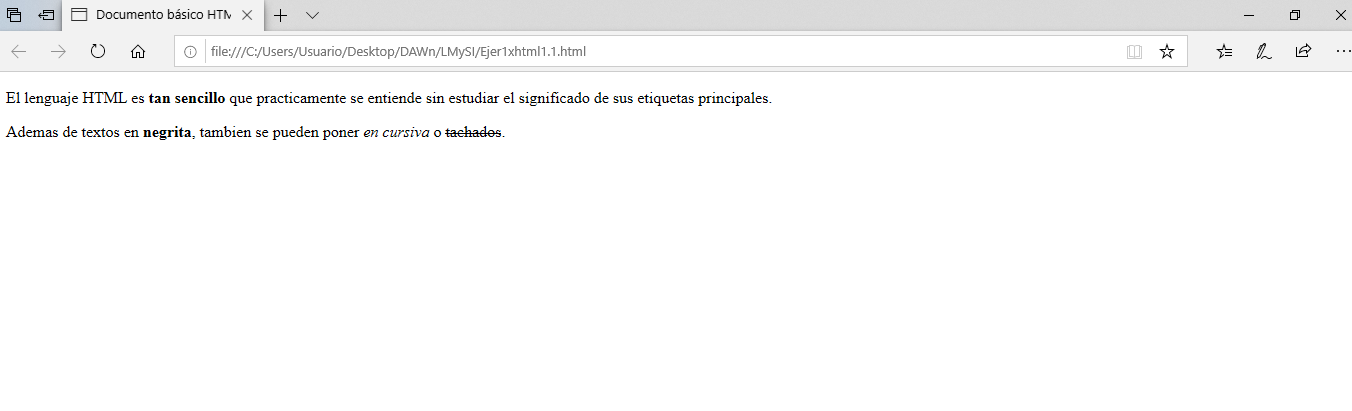 Documento básico HTM
file:///C:/Users/Usuario/Desktop/DAWn/LMySI/Ejer1xhtml1.1.html
El lenguaje HTML es tan sencillo que practicamente se entiende sin estudiar el significado de sus etiquetas principales.
Ademas de textos en negrita, tambien se pueden poner en cursiva o tachados.